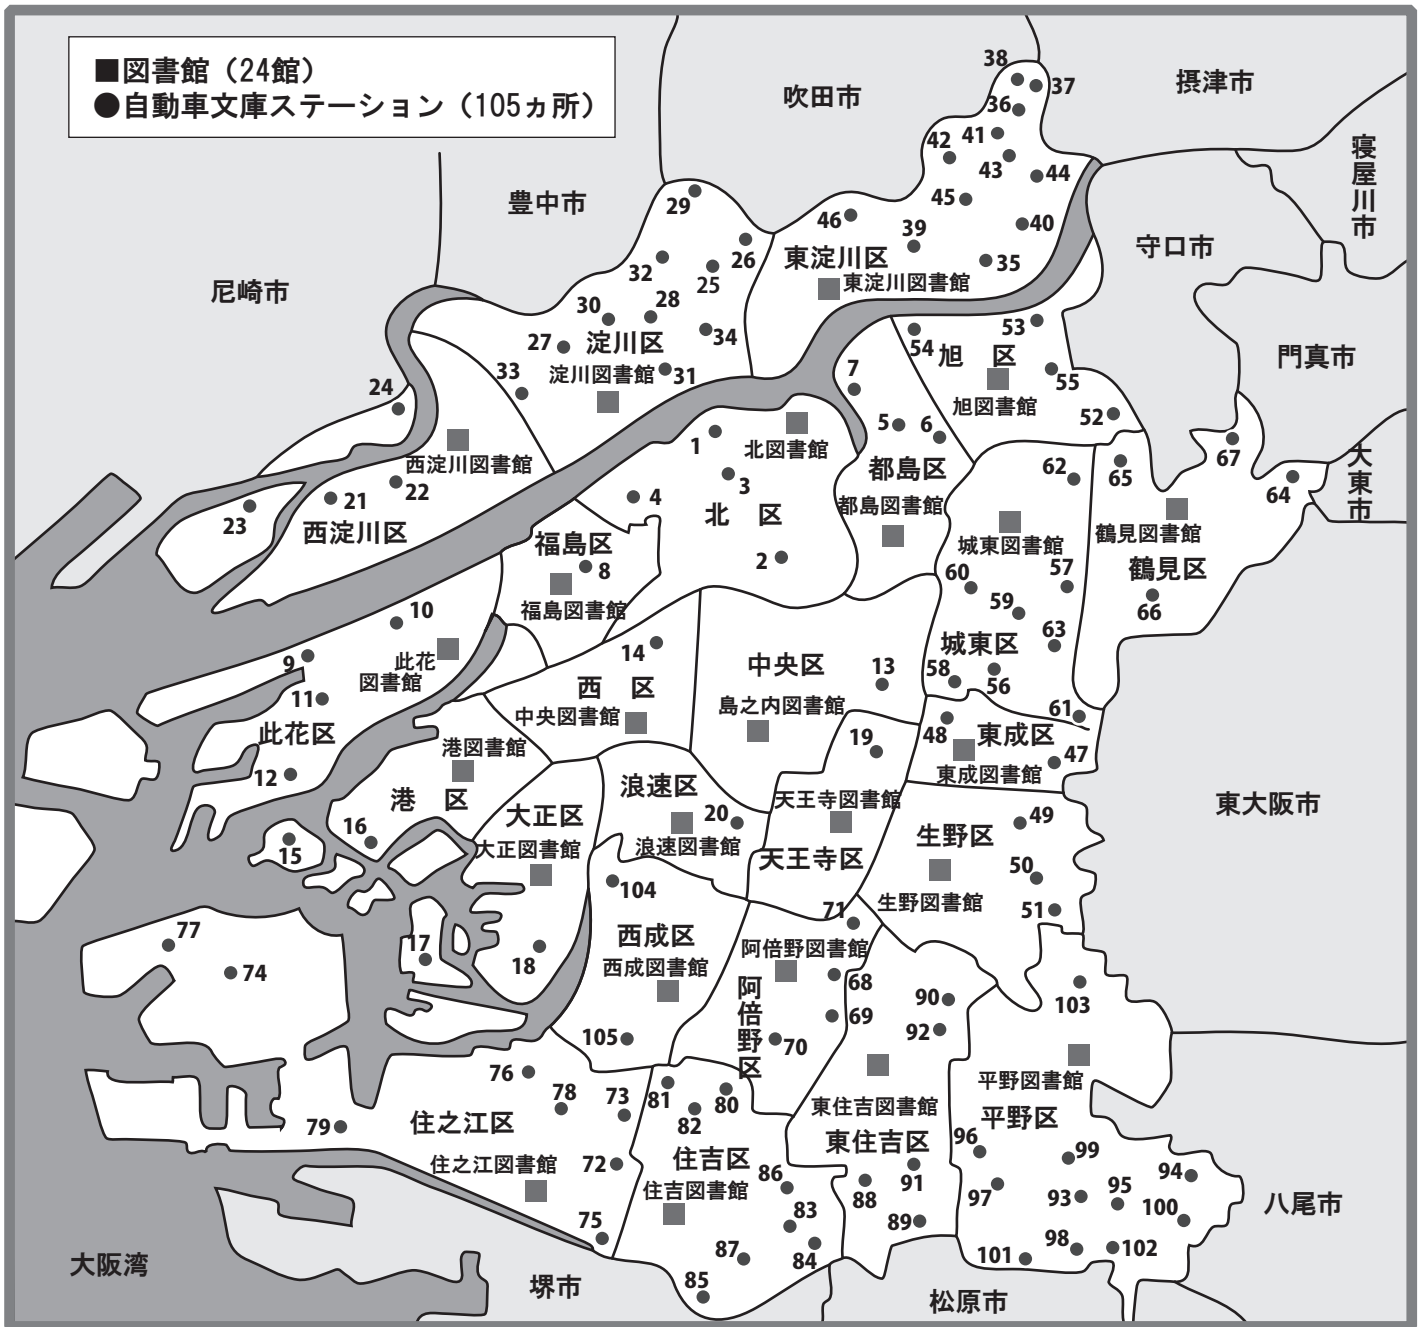 ■図書館（24館）
●自動車文庫ステーション（105ヵ所）
吹田市
摂津市
寝屋川市
豊中市
守口市
尼崎市
門真市
大東市
東大阪市
八尾市
松原市
堺市
大阪湾
38
37
36
41
42
43
44
45
46
39
40
35
東淀川区
東淀川図書館
29
26
32
25
30
28
34
27
淀川区
淀川図書館
31
33
24
西淀川図書館
22
21
23
西淀川区
53
54
旭 区
55
旭図書館
52
7
5
6
都島区
都島図書館
1
北図書館
3
4
北 区
2
福島区
8
福島図書館
62
城東図書館
60
57
59
63
城東区
58
56
61
65
67
64
鶴見図書館
鶴見区
66
10
9
此花
図書館
11
此花区
12
14
西 区
中央図書館
中央区
13
島之内図書館
48
東成区
47
東成図書館
19
天王寺図書館
天王寺区
港図書館
港 区
16
15
大正区
大正図書館
17
18
浪速区
20
浪速図書館
生野区
49
50
生野図書館
51
104
西成区
西成図書館
105
71
阿倍野図書館
68
阿倍野区
69
70
77
74
76
78
73
79
住之江区
住之江図書館
72
75
81
80
82
住吉区
86
住吉図書館
83
84
87
85
90
92
東住吉図書館
東住吉区
91
88
89
103
平野図書館
平野区
96
99
94
97
93
95
100
98
102
101